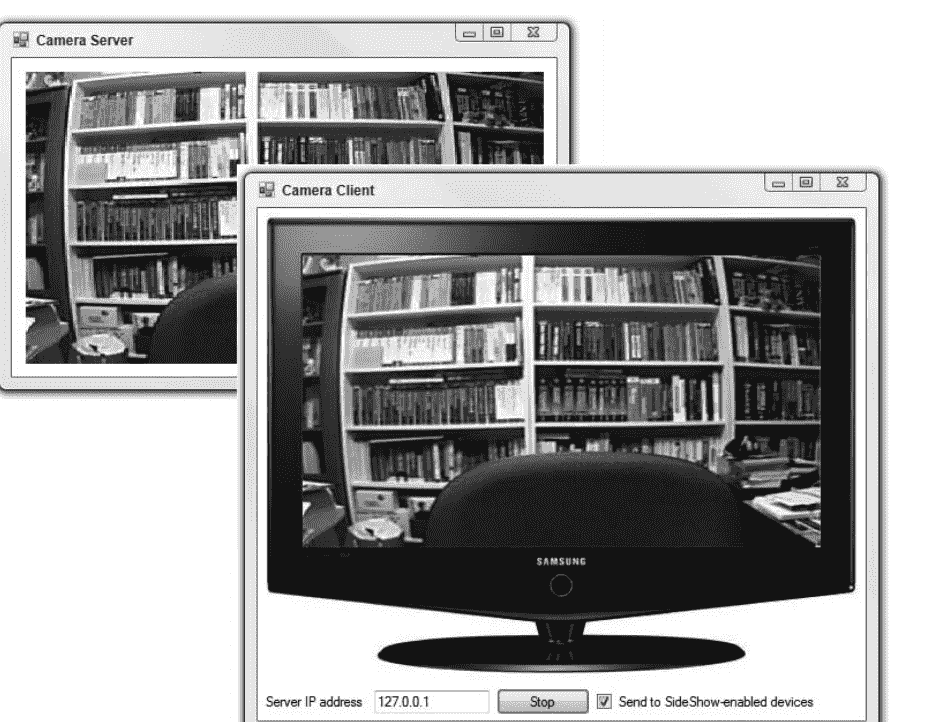 Camera Server
Camera Client
SAMSUNG
Server IP address 127.0.0.1 Stop Send to SideShow-enabled devices